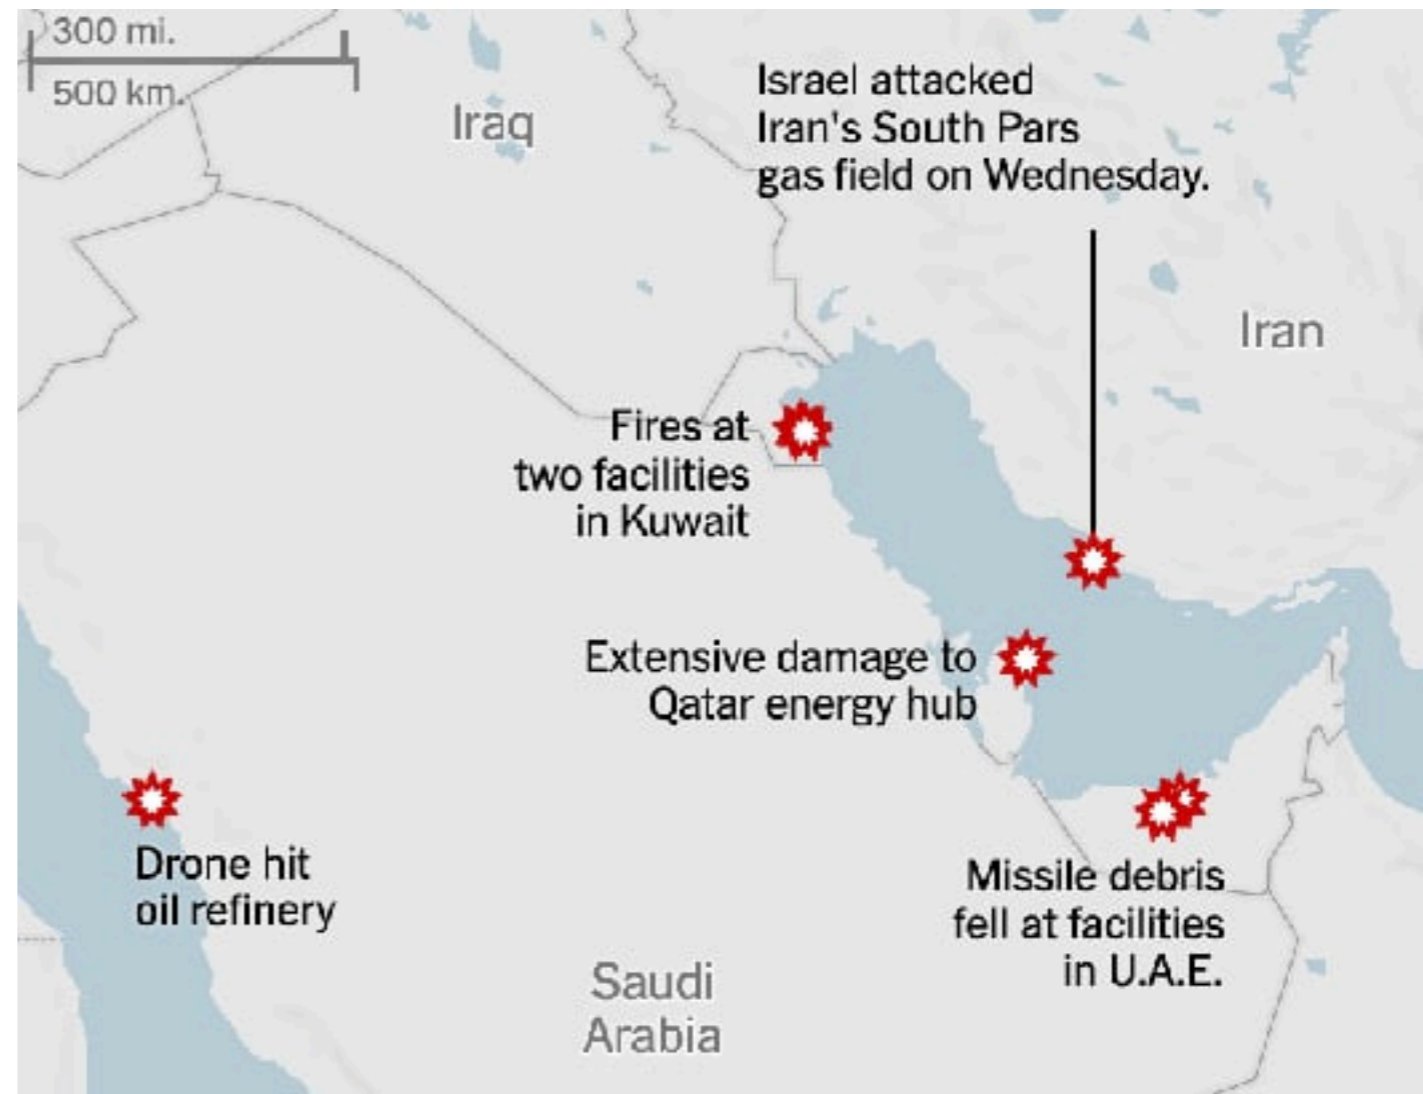 300 mi.
500 km.
Iraq
Israel attacked
Iran's South Pars
gas field on Wednesday.
Iran
Fires at
two facilities
in Kuwait
Extensive damage to
Qatar energy hub
Drone hit
oil refinery
Missile debris
fell at facilities
in U.A.E.
Saudi
Arabia